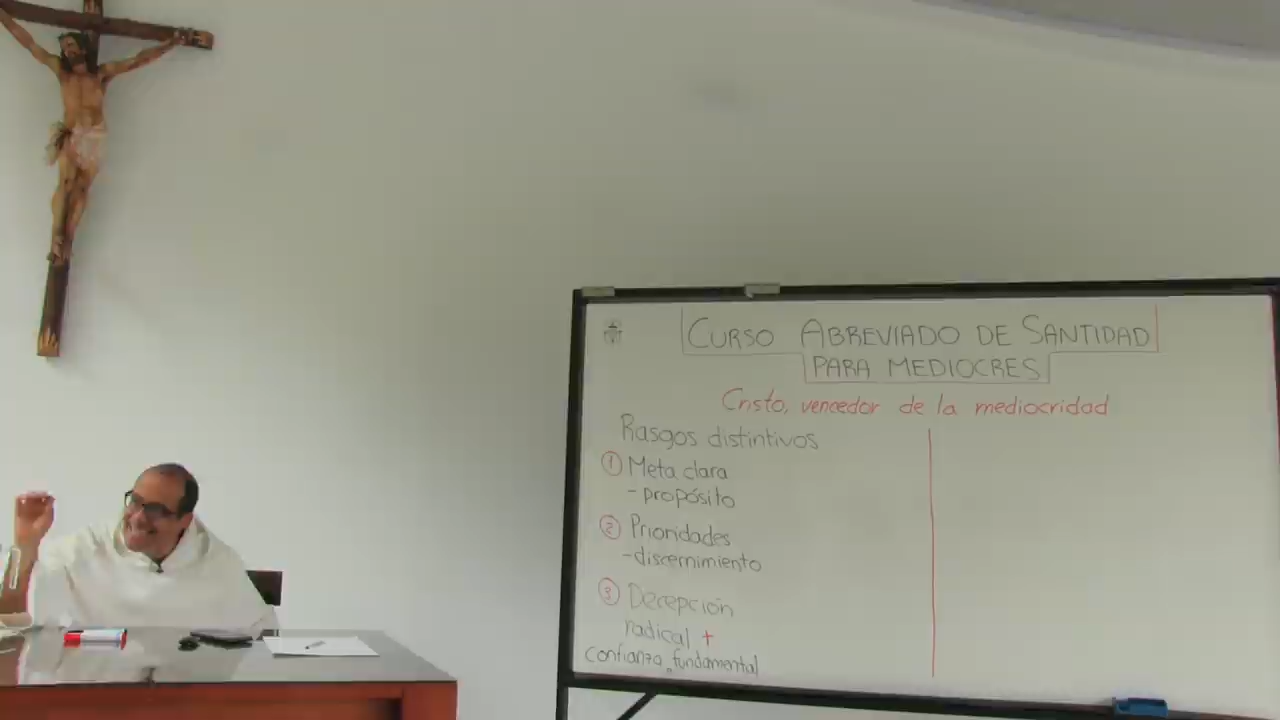 CURSO ABREVIADO DE SANTIDAD
PARA MEDIOCRES
Cristo, vencedor de la mediocridad
Rasgos distintivos
1 Meta clara
- propósito
2 Prioridades
- discernimiento
3 Decepción
radical +
confianza fundamental